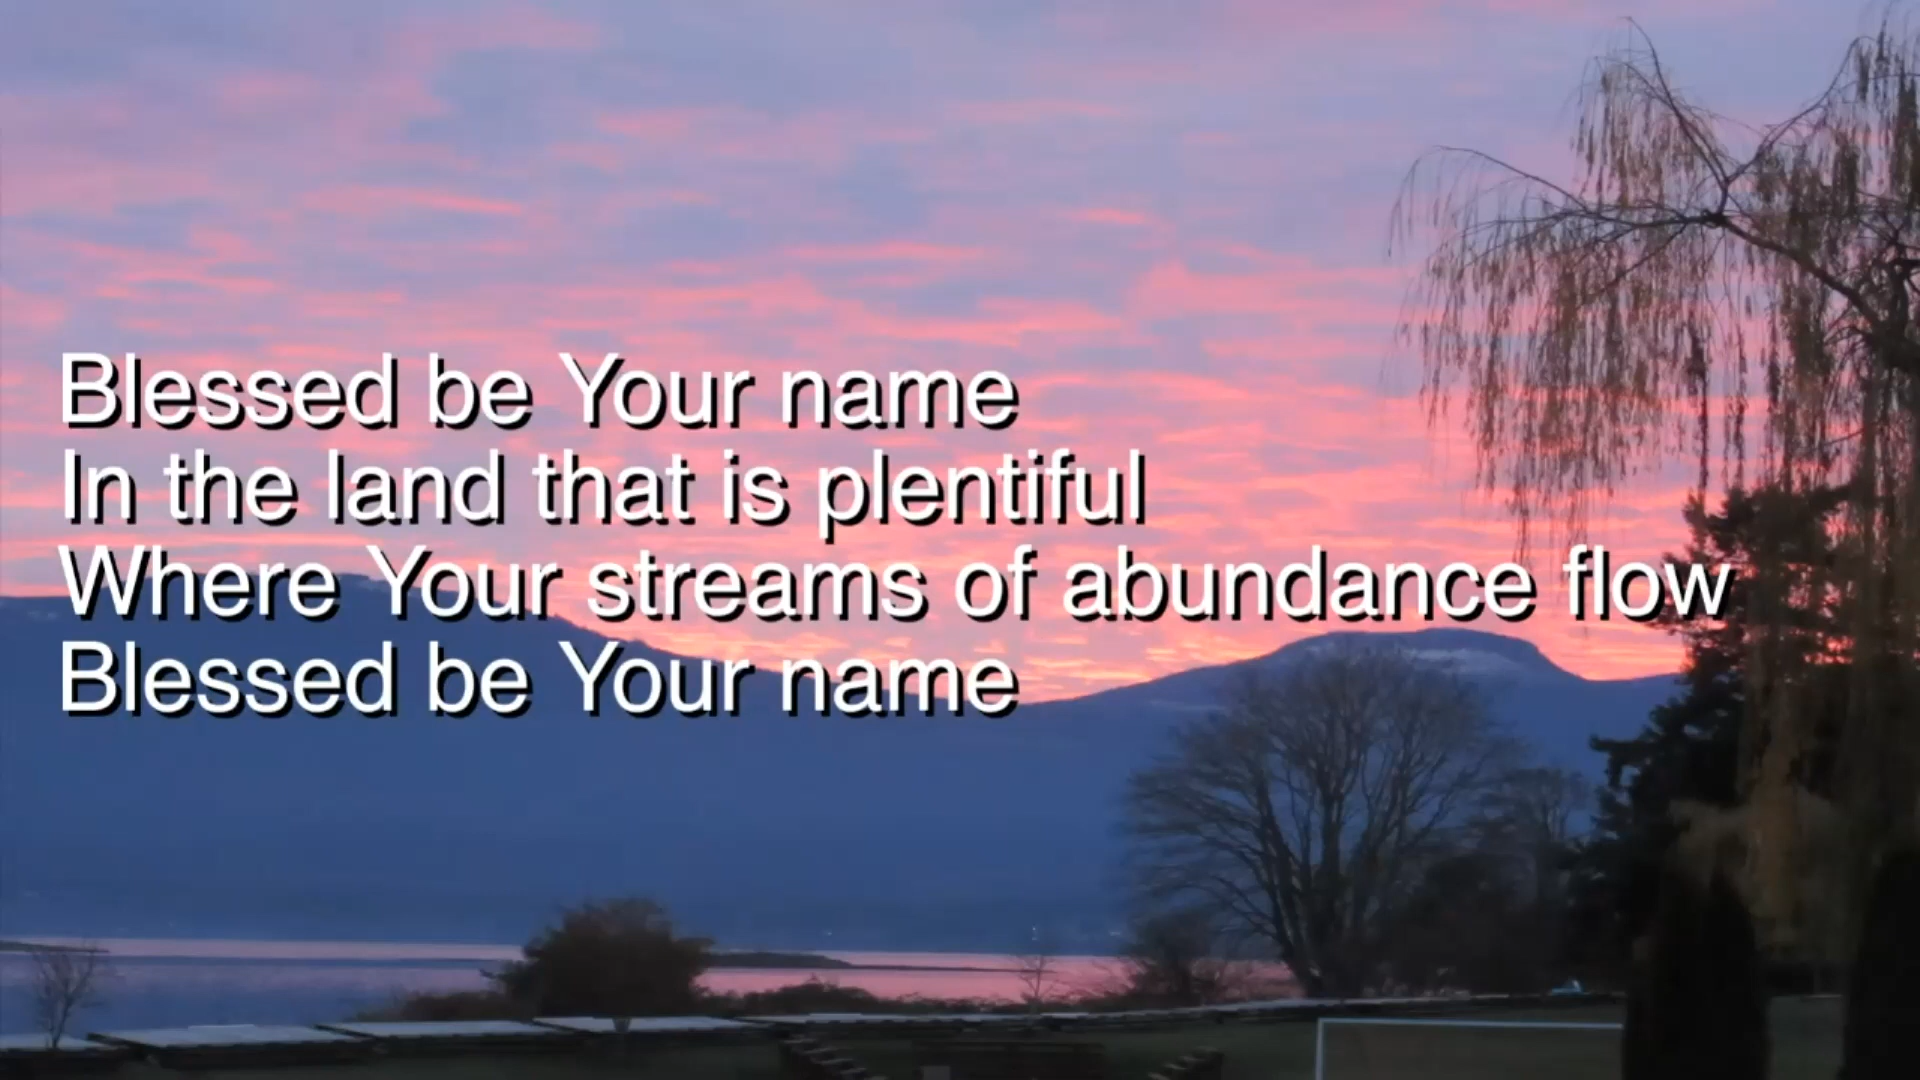 Blessed be Your name
In the land that is plentiful
Where Your streams of abundance flow
Blessed be Your name